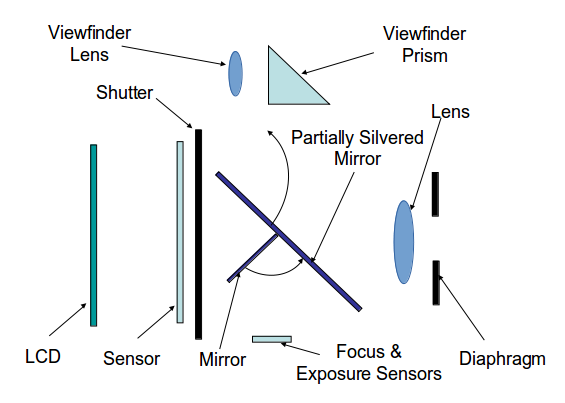 Viewfinder
Lens
Viewfinder
Prism
Shutter
Lens
Partially Silvered
Mirror
LCD
Sensor
Mirror
Focus &
Exposure Sensors
Diaphragm